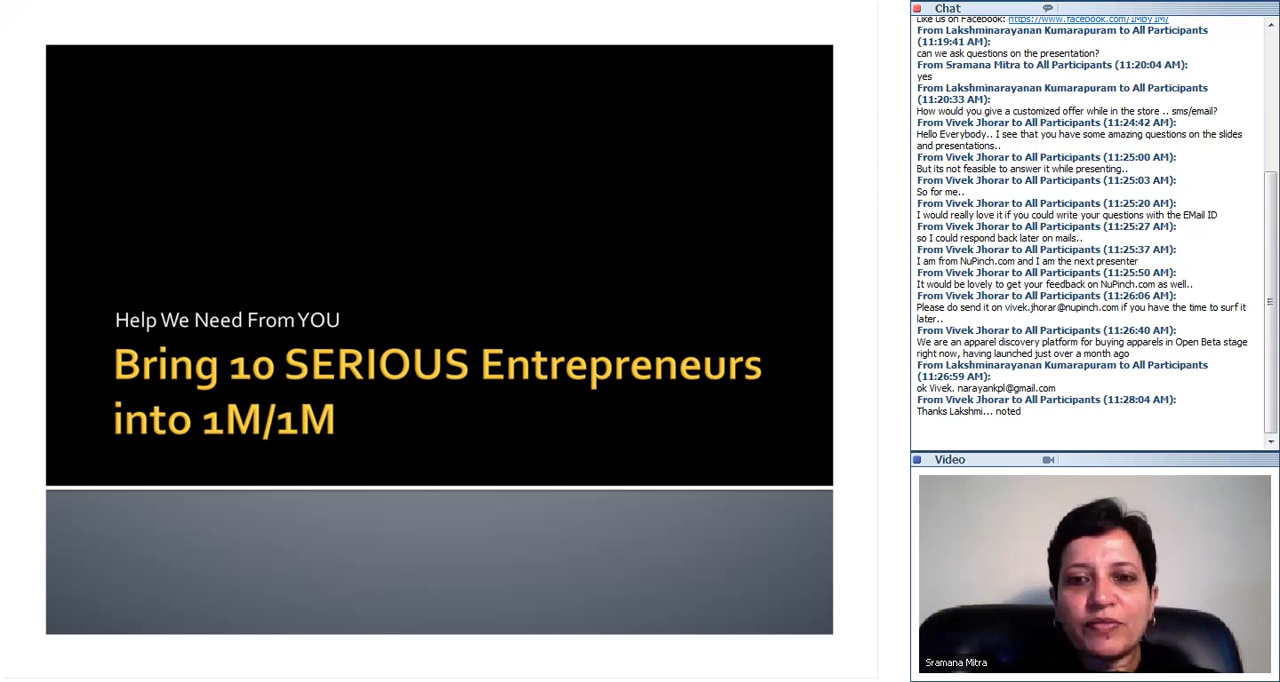 Help We Need From YOU
Bring 10 SERIOUS Entrepreneurs
into 1M/1M
Chat
Like us on Facebook: https://www.facebook.com/1Mby1M/
From Lakshminarayanan Kumarapuram to All Participants
(11:19:41 AM):
can we ask questions on the presentation?
From Sramana Mitra to All Participants (11:20:04 AM):
yes
From Lakshminarayanan Kumarapuram to All Participants
(11:20:33 AM):
How would you give a customized offer while in the store .. sms/email?
From Vivek Jhorar to All Participants (11:24:42 AM):
Hello Everybody.. I see that you have some amazing questions on the slides
and presentations..
From Vivek Jhorar to All Participants (11:25:00 AM):
But its not feasible to answer it while presenting..
From Vivek Jhorar to All Participants (11:25:03 AM):
So for me..
From Vivek Jhorar to All Participants (11:25:20 AM):
I would really love it if you could write your questions with the EMail ID
From Vivek Jhorar to All Participants (11:25:27 AM):
so I could respond back later on mails..
From Vivek Jhorar to All Participants (11:25:37 AM):
I am from NuPinch.com and I am the next presenter
From Vivek Jhorar to All Participants (11:25:50 AM):
It would be lovely to get your feedback on NuPinch.com as well..
From Vivek Jhorar to All Participants (11:26:06 AM):
Please do send it on vivek.jhorar@nupinch.com if you have the time to surf it
later..
From Vivek Jhorar to All Participants (11:26:40 AM):
We are an apparel discovery platform for buying apparels in Open Beta stage
right now, having launched just over a month ago
From Lakshminarayanan Kumarapuram to All Participants
(11:26:59 AM):
ok Vivek. narayankpl@gmail.com
From Vivek Jhorar to All Participants (11:28:04 AM):
Thanks Lakshmi... noted
Video
Sramana Mitra